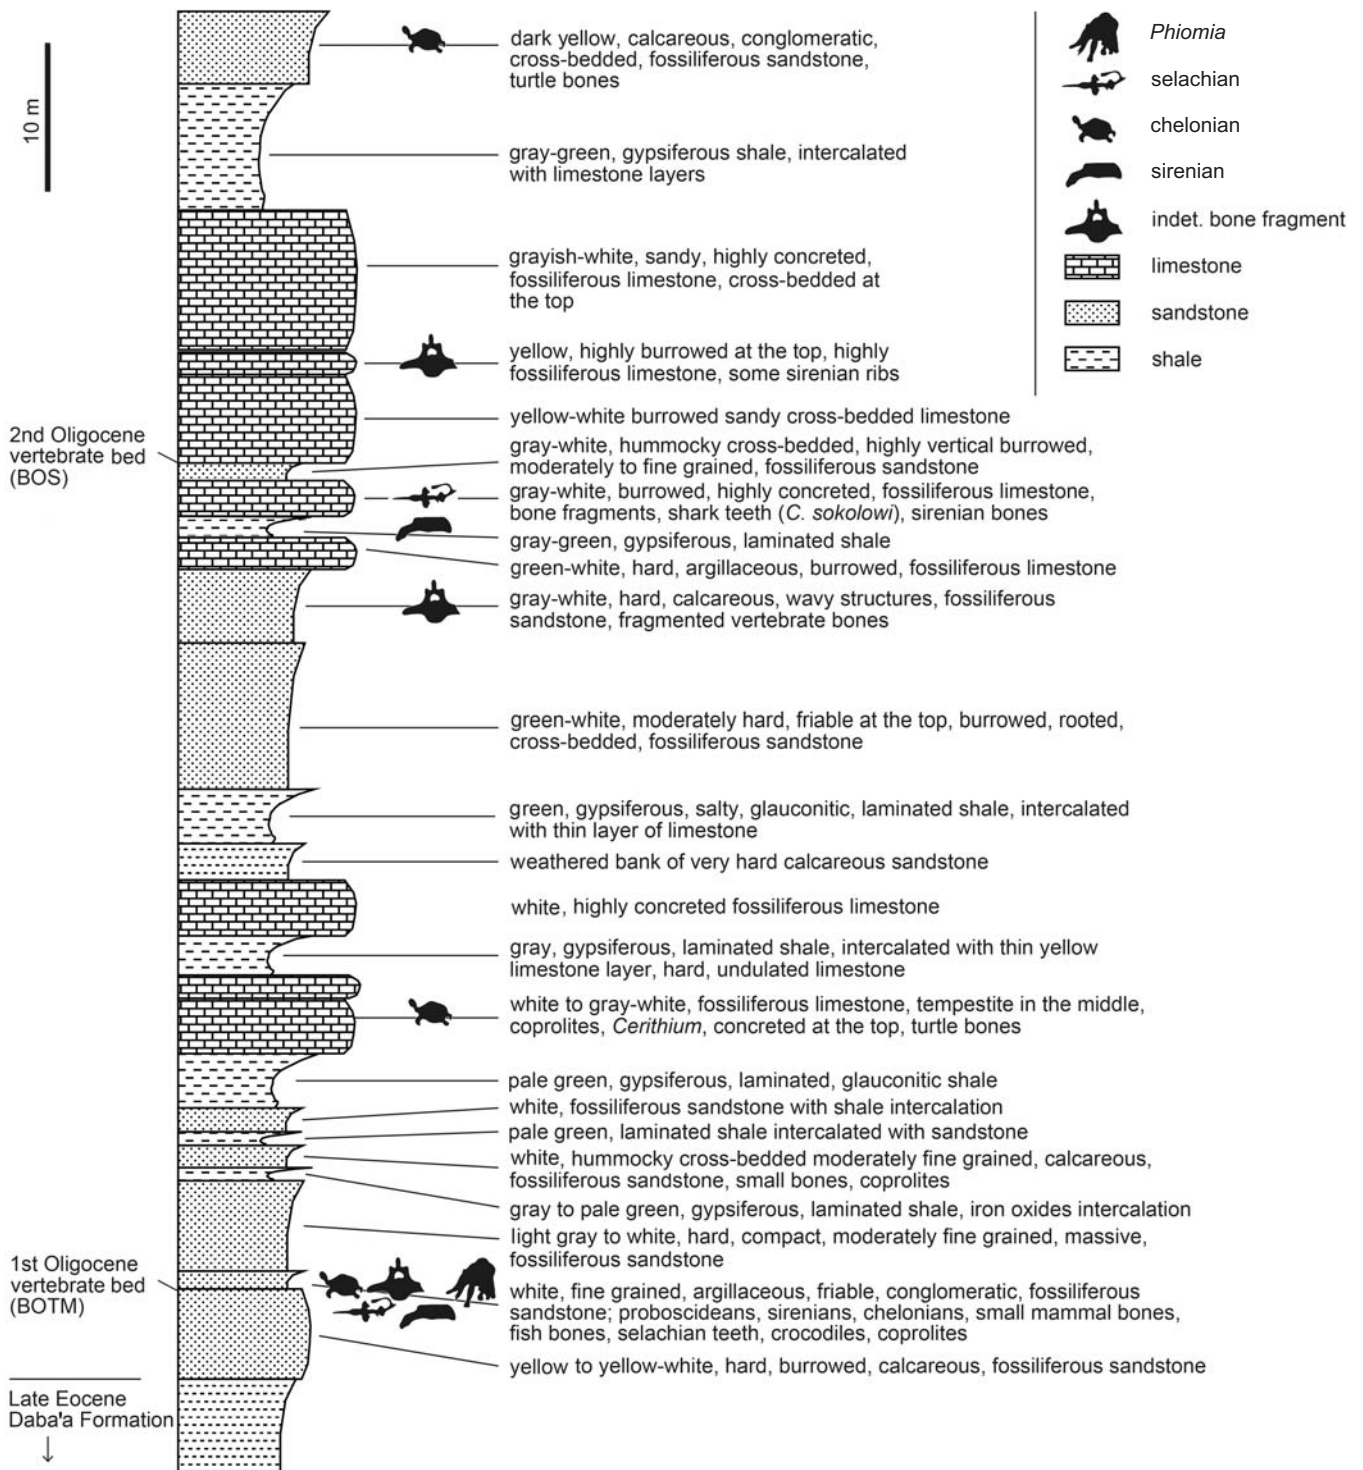 10 m
dark yellow, calcareous, conglomeratic,
cross-bedded, fossiliferous sandstone,
turtle bones
gray-green, gypsiferous shale, intercalated
with limestone layers
grayish-white, sandy, highly concreted,
fossiliferous limestone, cross-bedded at
the top
yellow, highly burrowed at the top, highly
fossiliferous limestone, some sirenian ribs
yellow-white burrowed sandy cross-bedded limestone
2nd Oligocene
vertebrate bed
(BOS)
gray-white, hummocky cross-bedded, highly vertical burrowed,
moderately to fine grained, fossiliferous sandstone
gray-white, burrowed, highly concreted, fossiliferous limestone,
bone fragments, shark teeth (C. sokolowi), sirenian bones
gray-green, gypsiferous, laminated shale
green-white, hard, argillaceous, burrowed, fossiliferous limestone
gray-white, hard, calcareous, wavy structures, fossiliferous
sandstone, fragmented vertebrate bones
green-white, moderately hard, friable at the top, burrowed, rooted,
cross-bedded, fossiliferous sandstone
green, gypsiferous, salty, glauconitic, laminated shale, intercalated
with thin layer of limestone
weathered bank of very hard calcareous sandstone
white, highly concreted fossiliferous limestone
gray, gypsiferous, laminated shale, intercalated with thin yellow
limestone layer, hard, undulated limestone
white to gray-white, fossiliferous limestone, tempestite in the middle,
coprolites, Cerithium, concreted at the top, turtle bones
pale green, gypsiferous, laminated, glauconitic shale
white, fossiliferous sandstone with shale intercalation
pale green, laminated shale intercalated with sandstone
white, hummocky cross-bedded moderately fine grained, calcareous,
fossiliferous sandstone, small bones, coprolites
gray to pale green, gypsiferous, laminated shale, iron oxides intercalation
light gray to white, hard, compact, moderately fine grained, massive,
fossiliferous sandstone
1st Oligocene
vertebrate bed
(BOTM)
white, fine grained, argillaceous, friable, conglomeratic, fossiliferous
sandstone; proboscideans, sirenians, chelonians, small mammal bones,
fish bones, selachian teeth, crocodiles, coprolites
yellow to yellow-white, hard, burrowed, calcareous, fossiliferous sandstone
Late Eocene
Daba'a Formation
Phiomia
selachian
chelonian
sirenian
indet. bone fragment
limestone
sandstone
shale